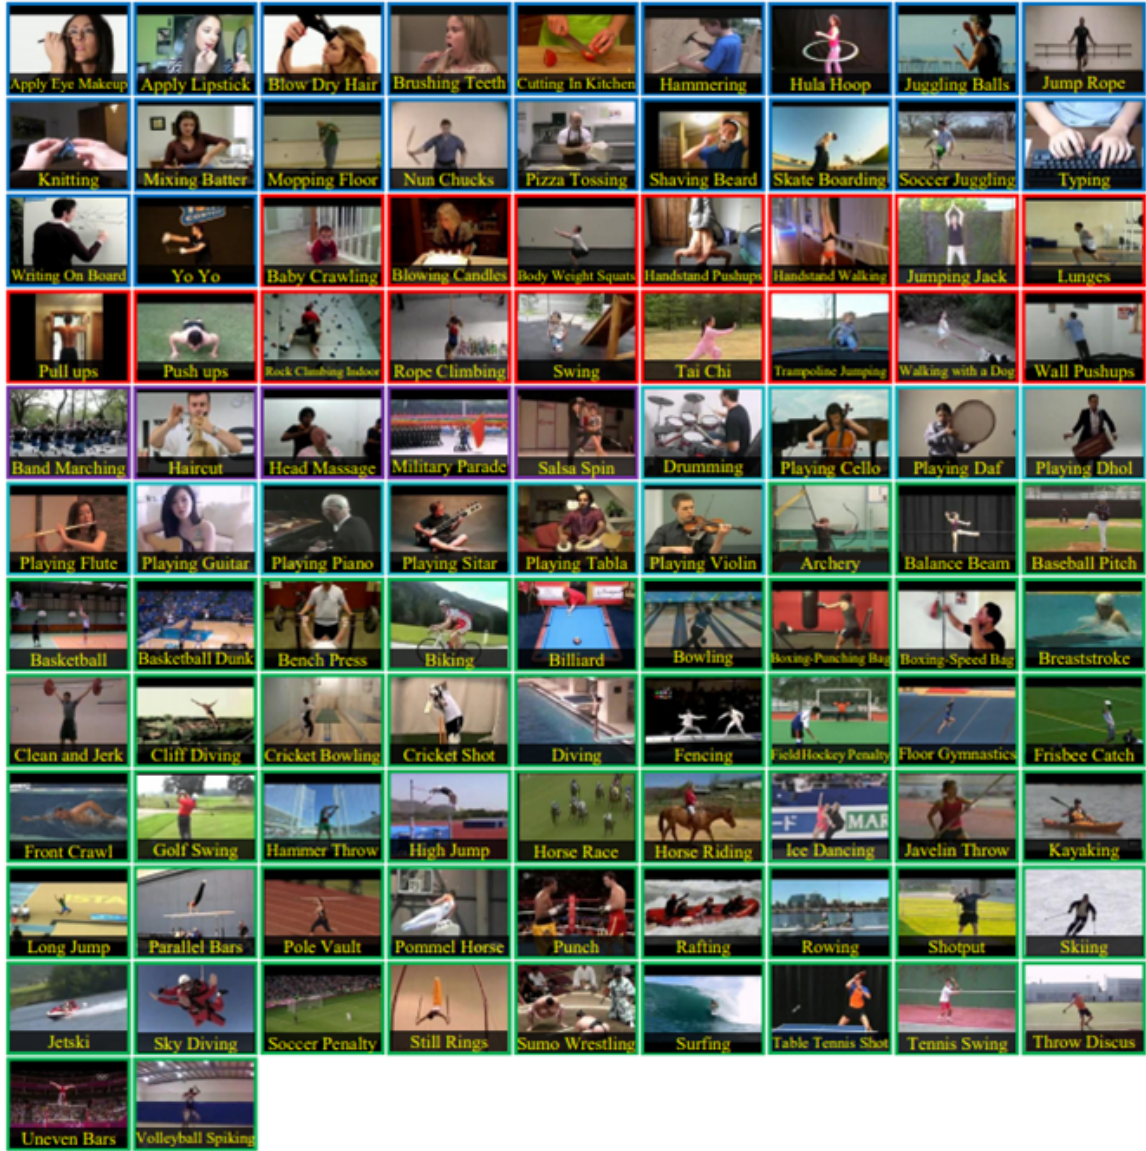 Apply Eye Makeup
Apply Lipstick
Blow Dry Hair
Brushing Teeth
Cutting In Kitchen
Hammering
Hula Hoop
Juggling Balls
Jump Rope
Knitting
Mixing Batter
Mopping Floor
Nun Chucks
Pizza Tossing
Shaving Beard
Skate Boarding
Soccer Juggling
Typing
Writing On Board
Yo Yo
Baby Crawling
Blowing Candles
Body Weight Squats
Handstand Pushups
Handstand Walking
Jumping Jack
Lunges
Pull ups
Push ups
Rock Climbing Indoor
Rope Climbing
Swing
Tai Chi
Trampoline Jumping
Walking with a Dog
Wall Pushups
Band Marching
Haircut
Head Massage
Military Parade
Salsa Spin
Drumming
Playing Cello
Playing Daf
Playing Dhol
Playing Flute
Playing Guitar
Playing Piano
Playing Sitar
Playing Tabla
Playing Violin
Archery
Balance Beam
Baseball Pitch
Basketball
Basketball Dunk
Bench Press
Biking
Billiard
Bowling
Boxing-Punching Bag
Boxing-Speed Bag
Breaststroke
Clean and Jerk
Cliff Diving
Cricket Bowling
Cricket Shot
Diving
Fencing
Field Hockey Penalty
Floor Gymnastics
Frisbee Catch
Front Crawl
Golf Swing
Hammer Throw
High Jump
Horse Race
Horse Riding
Ice Dancing
MAR
Javelin Throw
Kayaking
Long Jump
Parallel Bars
Pole Vault
Pommel Horse
Punch
Rafting
Rowing
Shotput
Skiing
Jetski
Sky Diving
Soccer Penalty
Still Rings
Sumo Wrestling
Surfing
Table Tennis Shot
Tennis Swing
Throw Discus
Uneven Bars
Volleyball Spiking